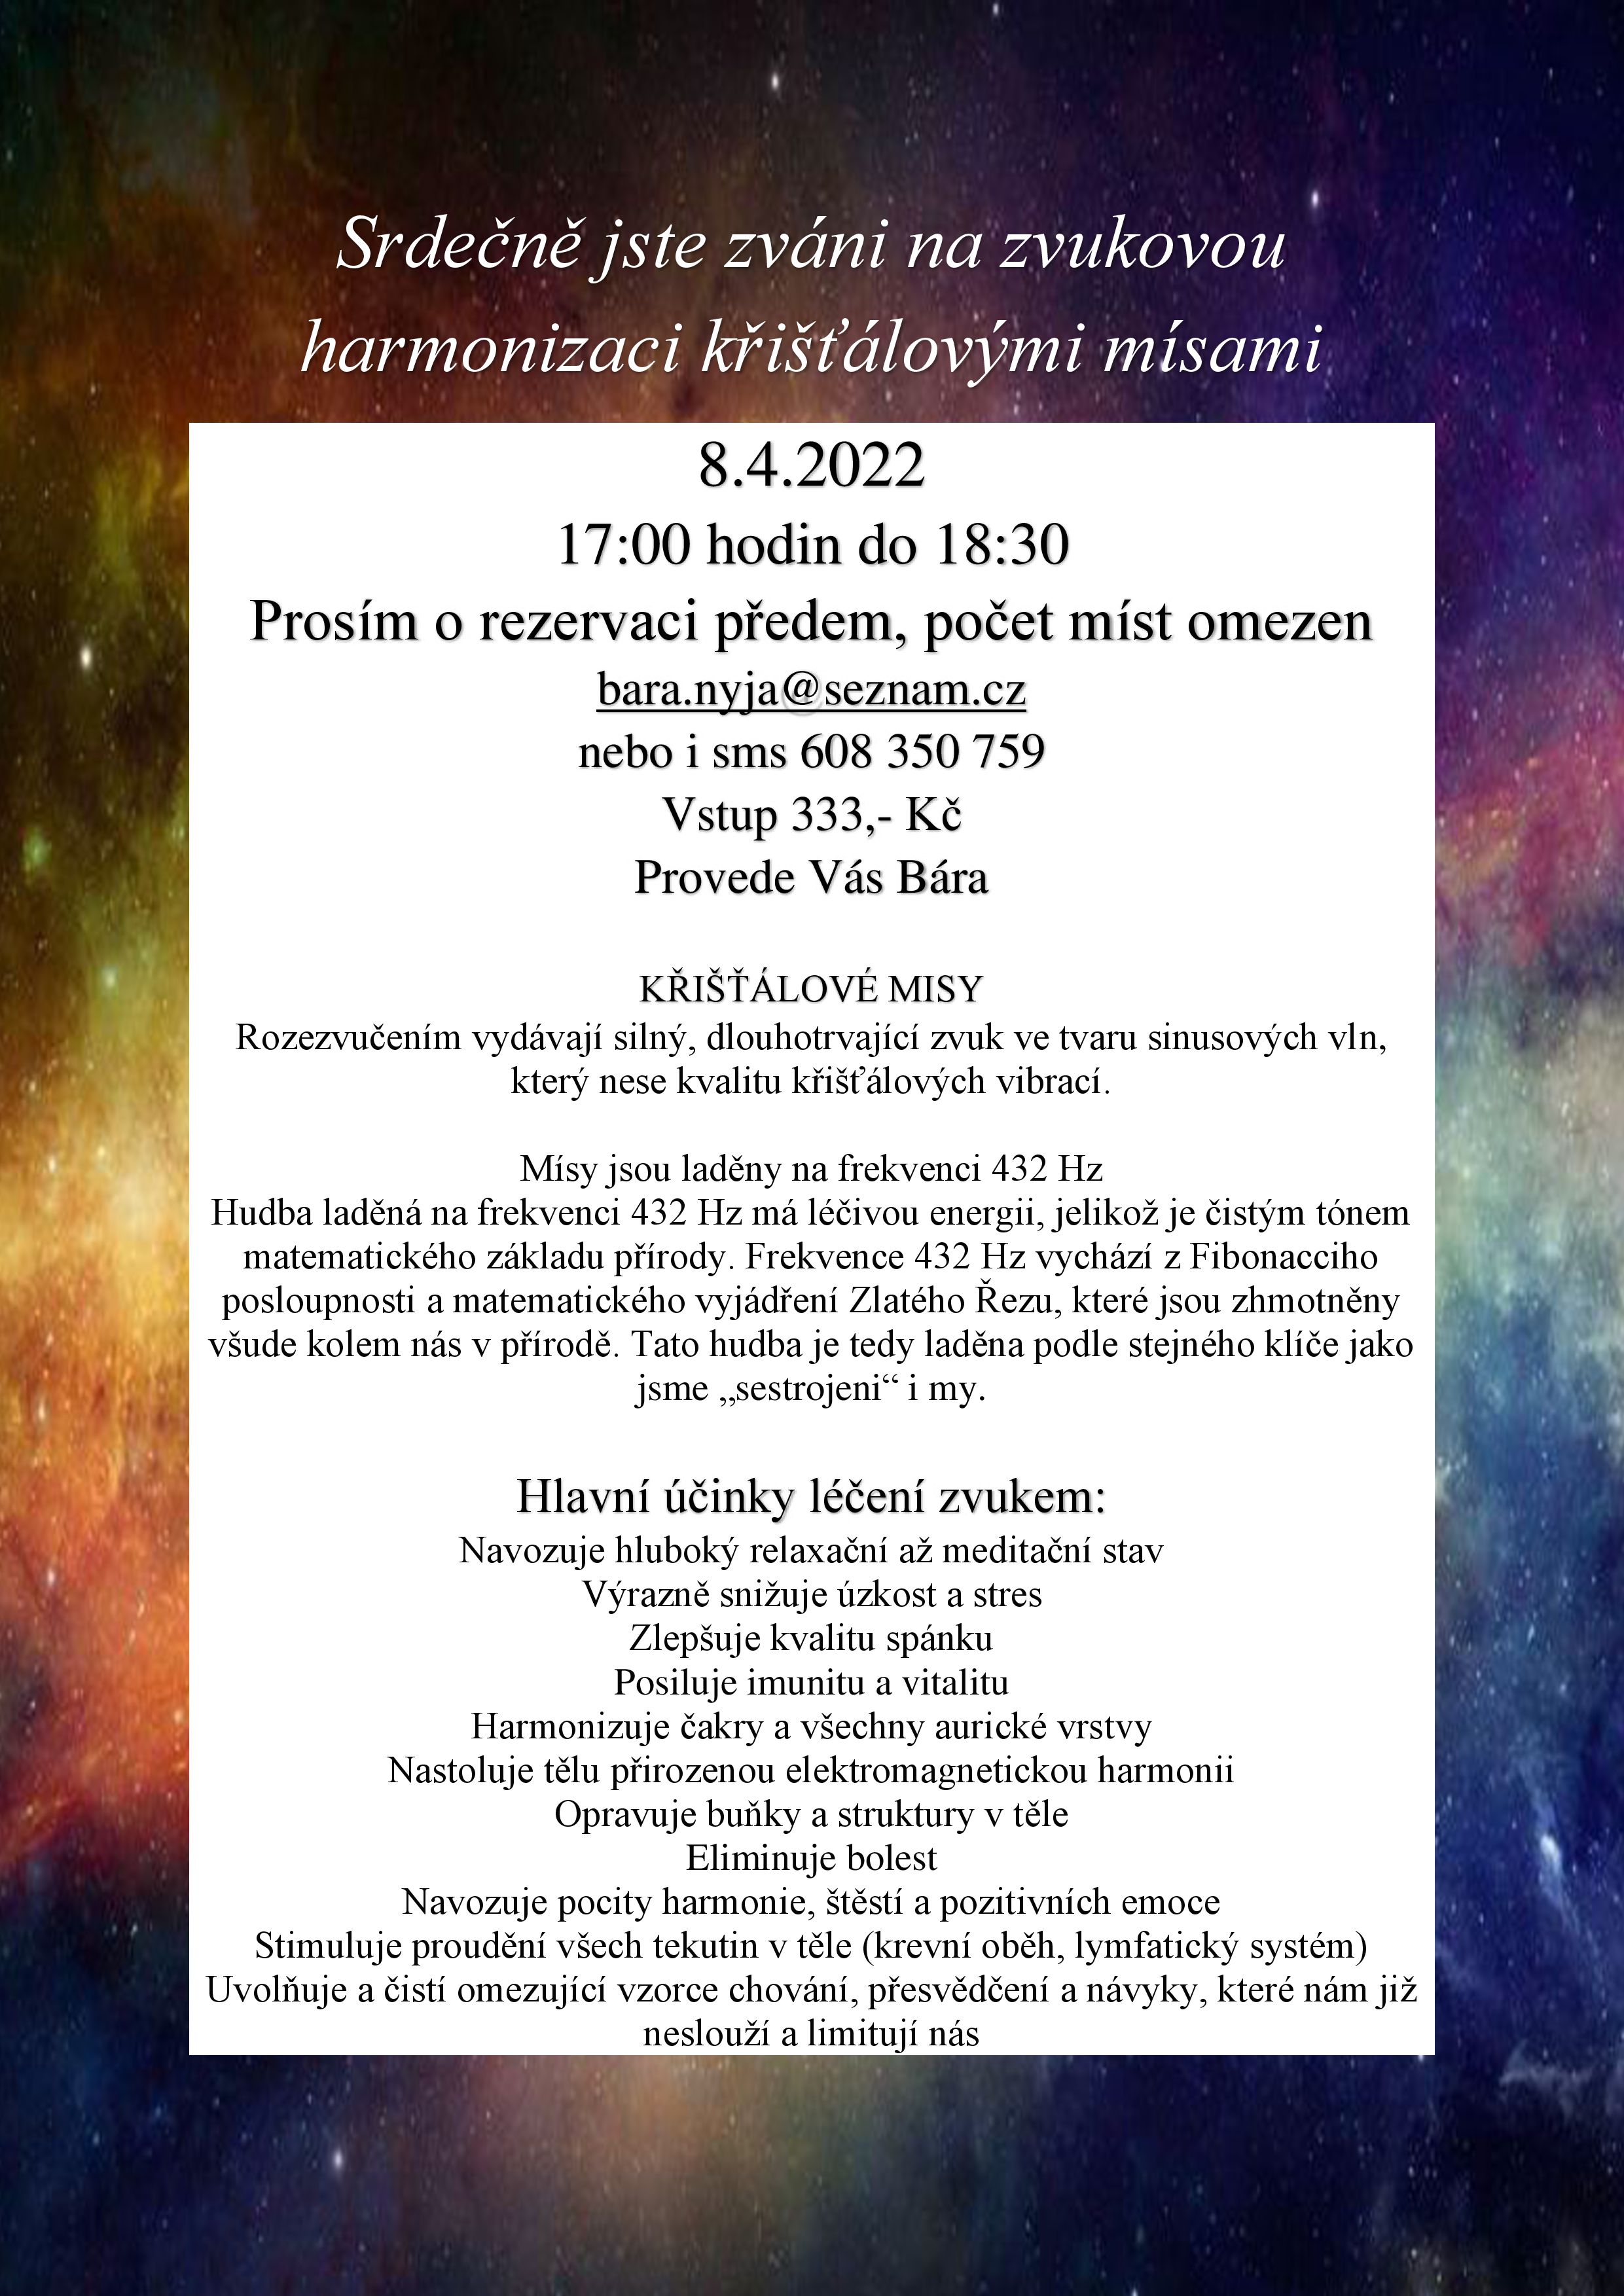 Srdečně jste zváni na zvukovou
harmonizaci křišťálovými mísami
8.4.2022
17:00 hodin do 18:30
Prosím o rezervaci předem, počet míst omezen
bara.nyja@seznam.cz
nebo i sms 608 350 759
Vstup 333,- Kč
Provede Vás Bára
KŘIŠŤÁLOVÉ MISY
Rozezvučením vydávají silný, dlouhotrvající zvuk ve tvaru sinusových vln,
který nese kvalitu křišťálových vibrací.
Mísy jsou laděny na frekvenci 432 Hz
Hudba laděná na frekvenci 432 Hz má léčivou energii, jelikož je čistým tónem
matematického základu přírody. Frekvence 432 Hz vychází z Fibonacciho
posloupnosti a matematického vyjádření Zlatého Řezu, které jsou zhmotněny
všude kolem nás v přírodě. Tato hudba je tedy laděna podle stejného klíče jako
jsme „sestrojeni“ i my.
Hlavní účinky léčení zvukem:
Navozuje hluboký relaxační až meditační stav
Výrazně snižuje úzkost a stres
Zlepšuje kvalitu spánku
Posiluje imunitu a vitalitu
Harmonizuje čakry a všechny aurické vrstvy
Nastoluje tělu přirozenou elektromagnetickou harmonii
Opravuje buňky a struktury v těle
Eliminuje bolest
Navozuje pocity harmonie, štěstí a pozitivních emoce
Stimuluje proudění všech tekutin v těle (krevní oběh, lymfatický systém)
Uvolňuje a čistí omezující vzorce chování, přesvědčení a návyky, které nám již
neslouží a limitují nás